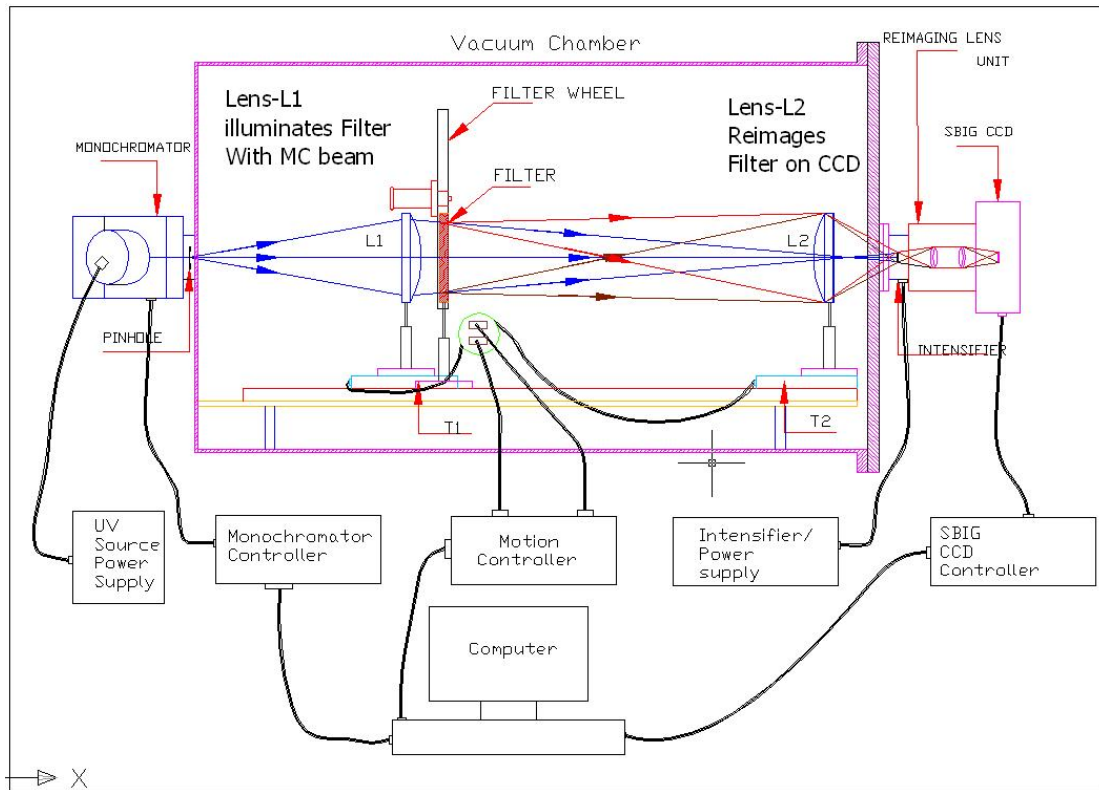 Vacuum Chamber
REIMAGING LENS
UNIT
Lens-L1
illuminates Filter
With MC beam
FILTER WHEEL
Lens-L2
Reimages
Filter on CCD
SBIG CCD
MONOCHROMATOR
FILTER
L1
L2
PINHOLE
INTENSIFIER
T1
T2
UV
Source
Power
Supply
Monochromator
Controller
Motion
Controller
Intensifier/
Power
supply
SBIG
CCD
Controller
Computer
X